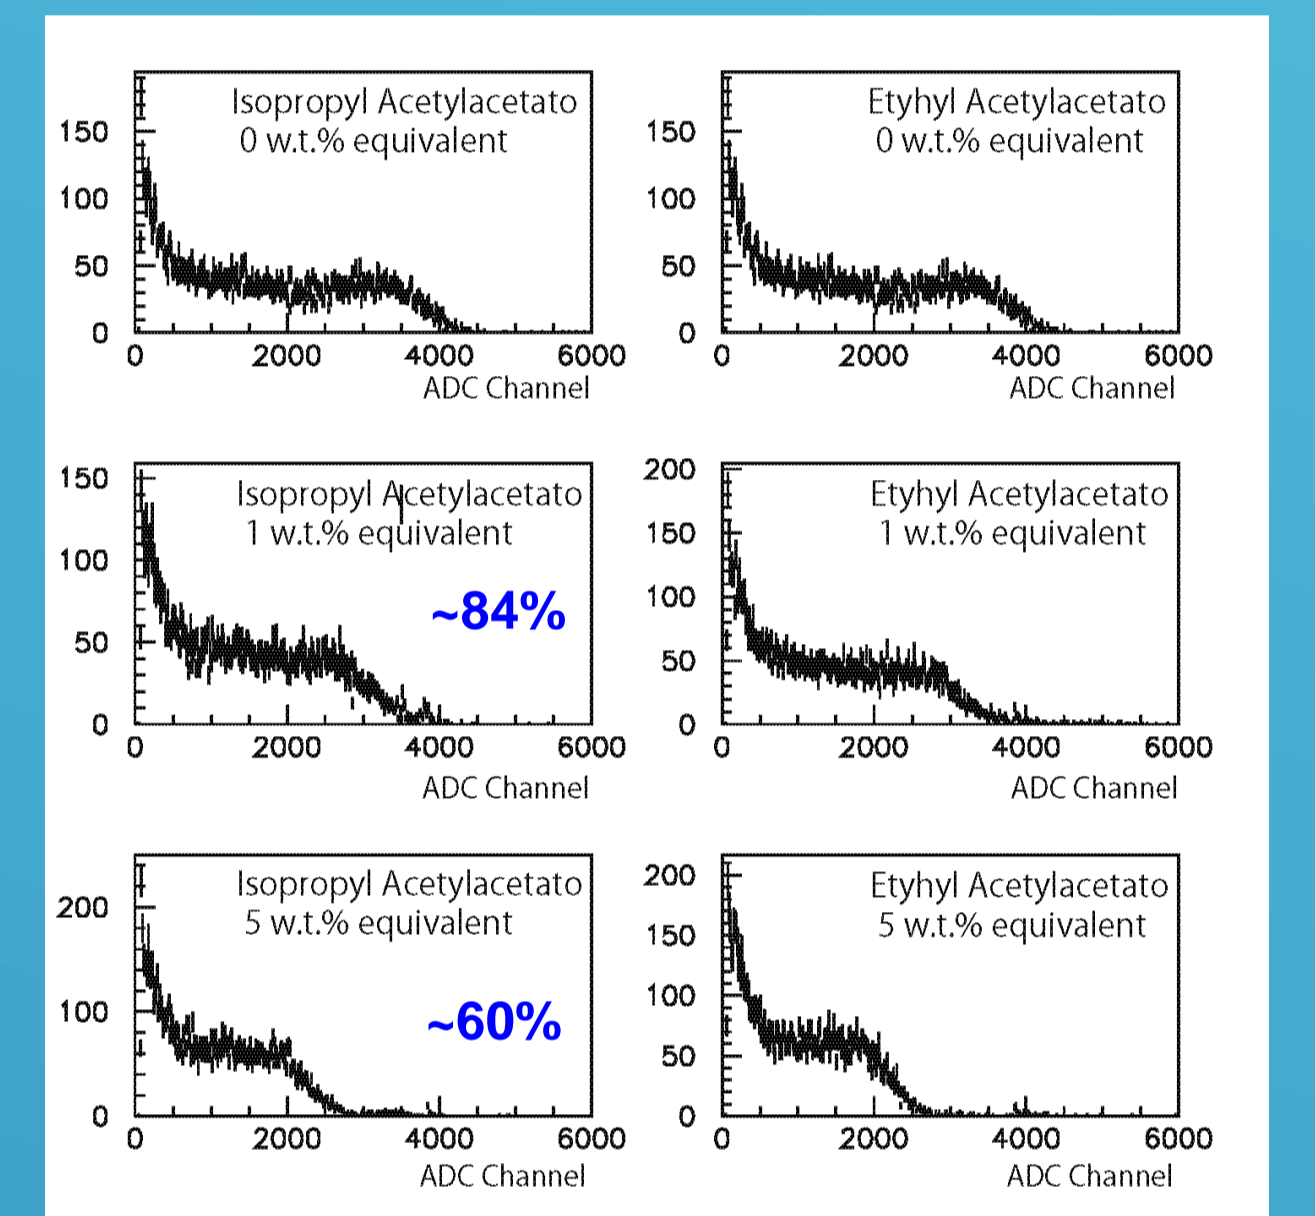 Isopropyl Acetylacetato
0 w.t.% equivalent
150
100
50
0
0 2000 4000 6000
ADC Channel
Etyhyl Acetylacetato
0 w.t.% equivalent
150
100
50
0
0 2000 4000 6000
ADC Channel
Isopropyl Acetylacetato
1 w.t.% equivalent
~84%
150
100
50
0
0 2000 4000 6000
ADC Channel
Etyhyl Acetylacetato
1 w.t.% equivalent
200
150
100
50
0
0 2000 4000 6000
ADC Channel
Isopropyl Acetylacetato
5 w.t.% equivalent
~60%
200
100
0
0 2000 4000 6000
ADC Channel
Etyhyl Acetylacetato
5 w.t.% equivalent
200
150
100
50
0
0 2000 4000 6000
ADC Channel